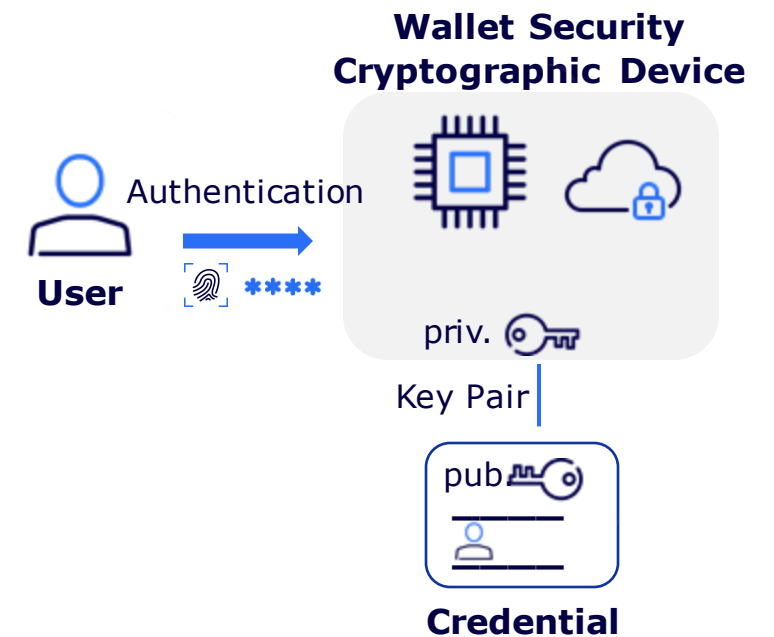 Wallet Security
Cryptographic Device
Authentication
User
****
priv.
Key Pair
pub.
Credential